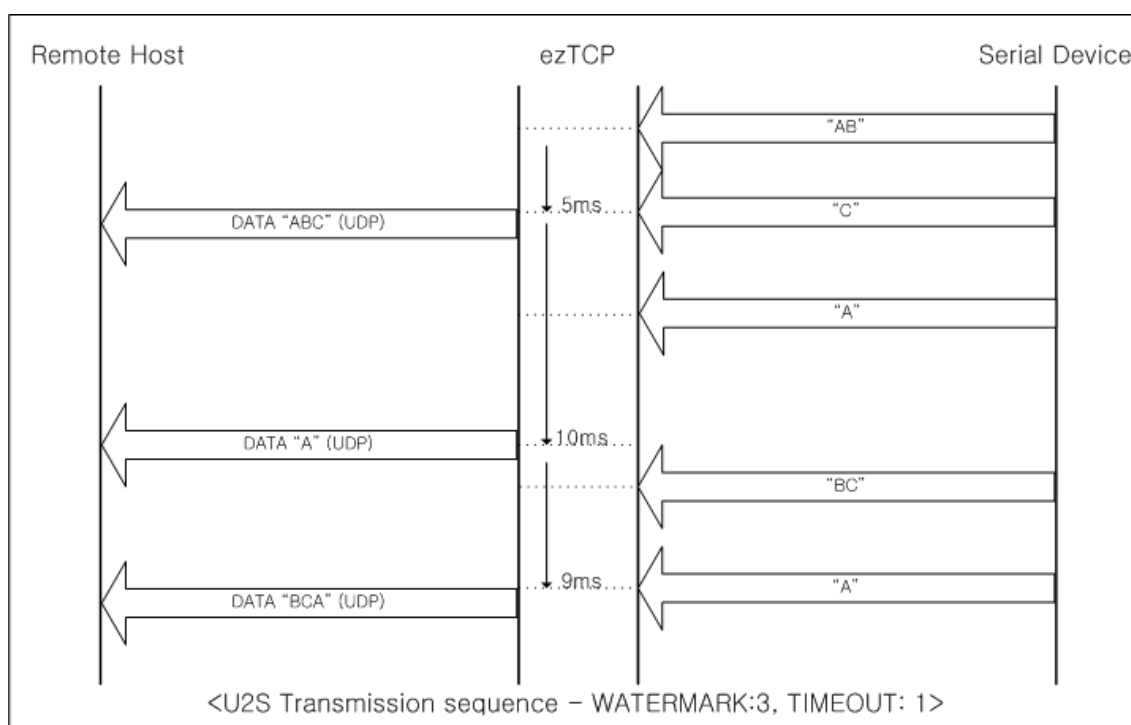 Remote Host ezTCP Serial Device
“AB”
5ms “C”
DATA “ABC” (UDP)
“A”
DATA “A” (UDP) 10ms
“BC”
9ms “A”
DATA “BCA” (UDP)
<U2S Transmission sequence – WATERMARK:3, TIMEOUT: 1>